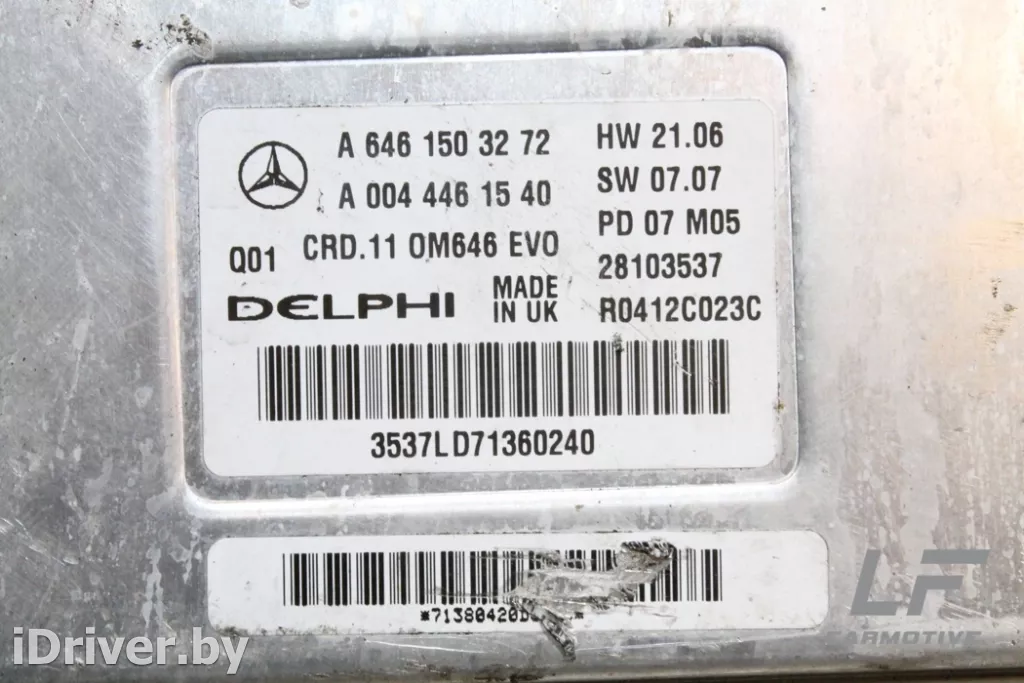 A 646 150 32 72
A 004 446 15 40
Q01 CRD.11 OM646 EVO
DELPHI MADE IN UK
HW 21.06
SW 07.07
PD 07 M05
28103537
R0412C023C
3537LD71360240
LF
CARMOTIVE
iDriver.by